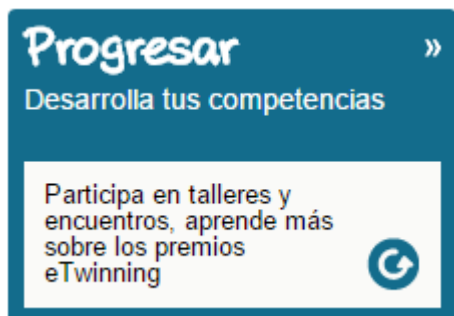 Progresar »
Desarrolla tus competencias
Participa en talleres y
encuentros, aprende más
sobre los premios
eTwinning